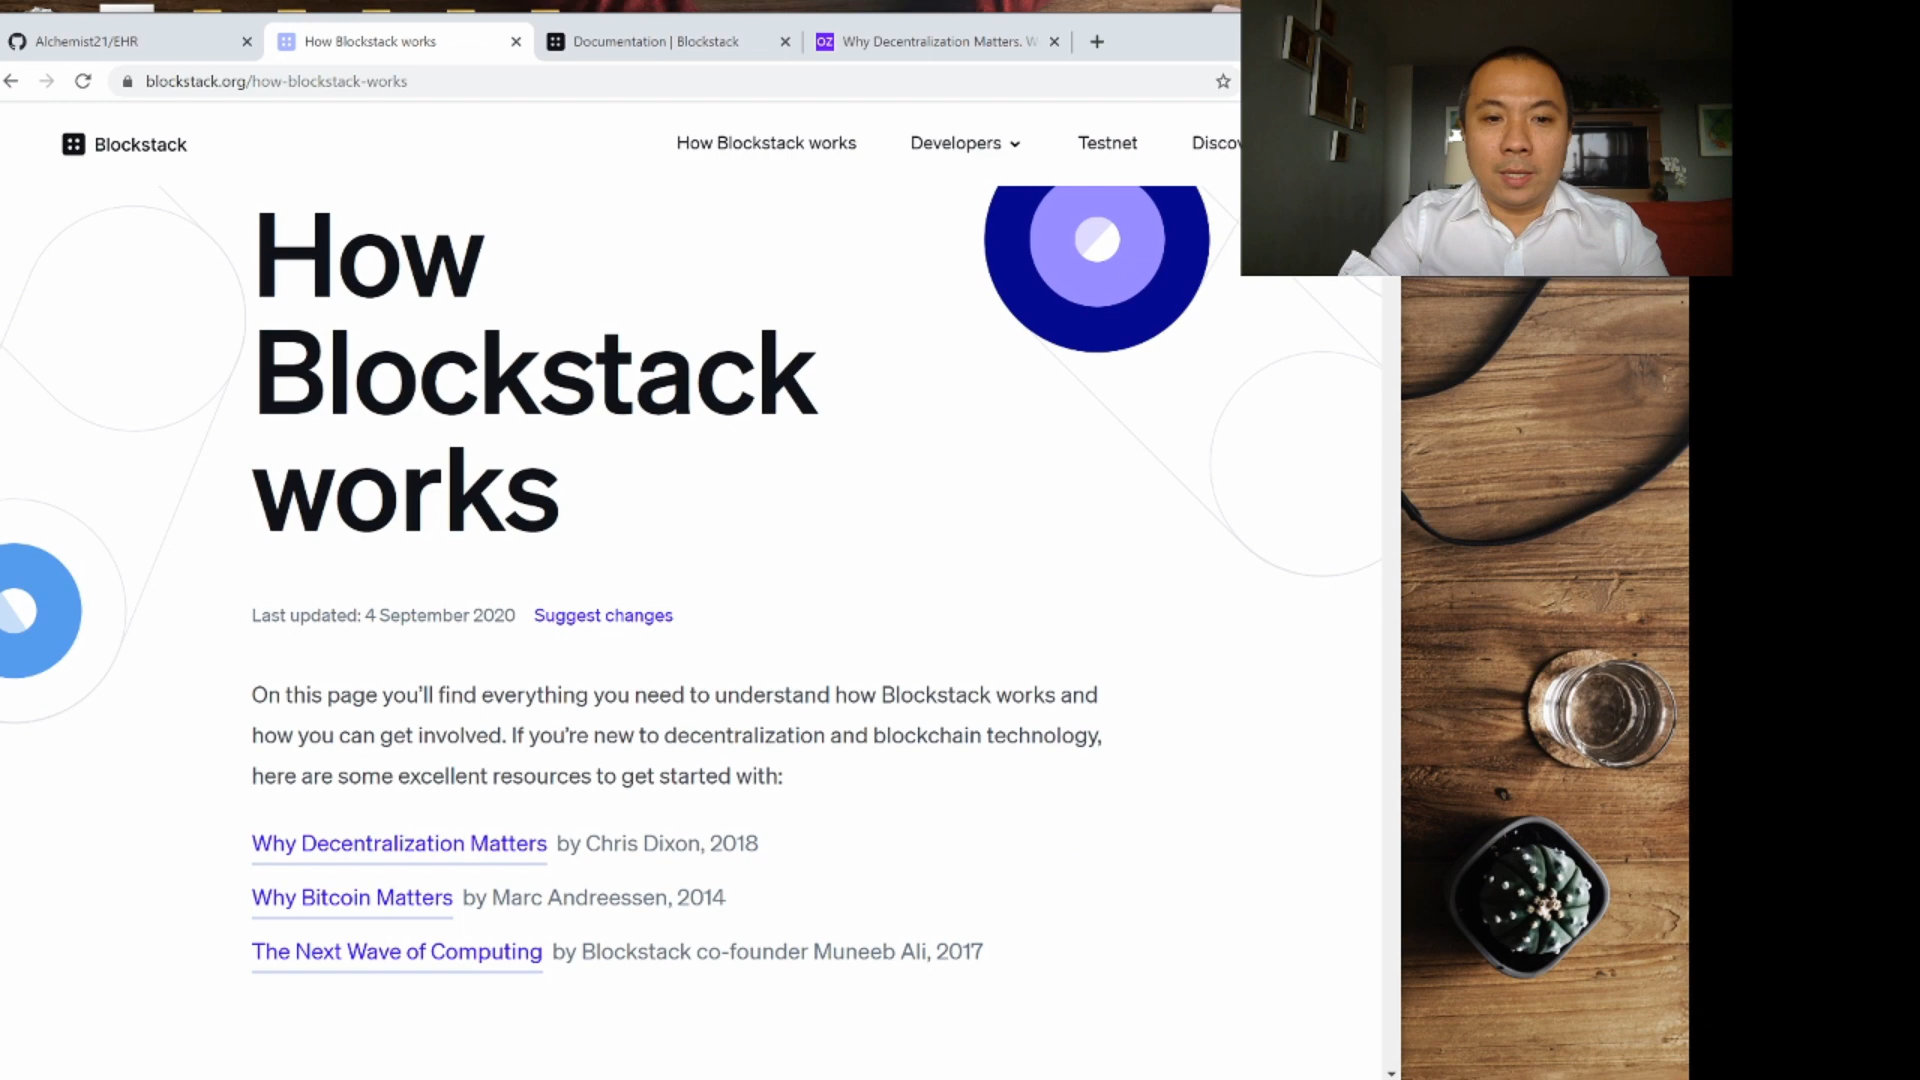 Alchemist21/EHR
How Blockstack works
Documentation | Blockstack
OZ Why Decentralization Matters. W
blockstack.org/how-blockstack-works
Blockstack
How Blockstack works
Developers
Testnet
Discov
How
Blockstack
works
Last updated: 4 September 2020 Suggest changes
On this page you'll find everything you need to understand how Blockstack works and
how you can get involved. If you're new to decentralization and blockchain technology,
here are some excellent resources to get started with:
Why Decentralization Matters by Chris Dixon, 2018
Why Bitcoin Matters by Marc Andreessen, 2014
The Next Wave of Computing by Blockstack co-founder Muneeb Ali, 2017